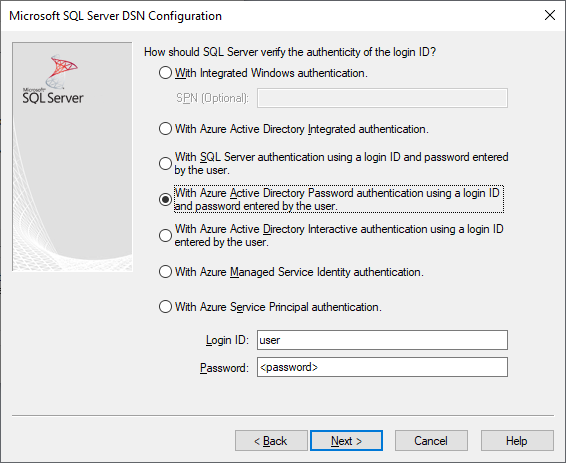 Microsoft SQL Server DSN Configuration
Microsoft
SQL Server
How should SQL Server verify the authenticity of the login ID?
With Integrated Windows authentication.
SPN (Optional):
With Azure Active Directory Integrated authentication.
With SQL Server authentication using a login ID and password entered
by the user.
With Azure Active Directory Password authentication using a login ID
and password entered by the user.
With Azure Active Directory Interactive authentication using a login ID
entered by the user.
With Azure Managed Service Identity authentication.
With Azure Service Principal authentication.
Login ID: user
Password: <password>
< Back Next > Cancel Help